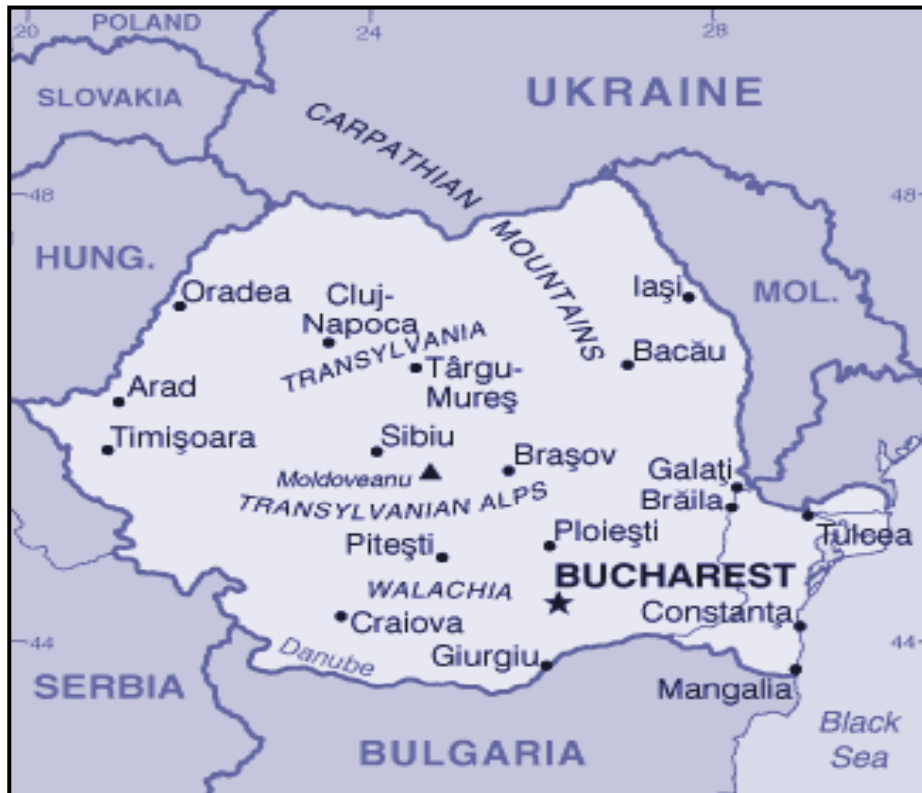 20
24
28
POLAND
SLOVAKIA
UKRAINE
CARPATHIAN
MOUNTAINS
48
48
HUNG.
MOL.
Oradea
Cluj-
Napoca
Iaşi
TRANSYLVANIA
Bacău
Târgu-
Mureş
Arad
Timişoara
Sibiu
Braşov
Moldoveanu
Galaţi
Brăila
TRANSYLVANIAN ALPS
Tulcea
Piteşti
Ploieşti
BUCHAREST
WALACHIA
Constanţa
Craiova
44
44
Danube
Giurgiu
SERBIA
Mangalia
BULGARIA
Black
Sea